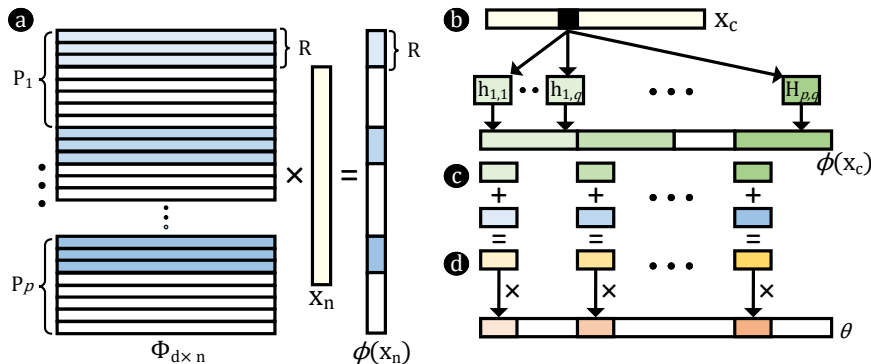 a
P1
R
R
Pp
×
=
Φd×n
xn
ϕ(xn)
b
xc
h1,1
h1,q
Hp,q
ϕ(xc)
c
+ + +
= = =
d
× × ×
θ